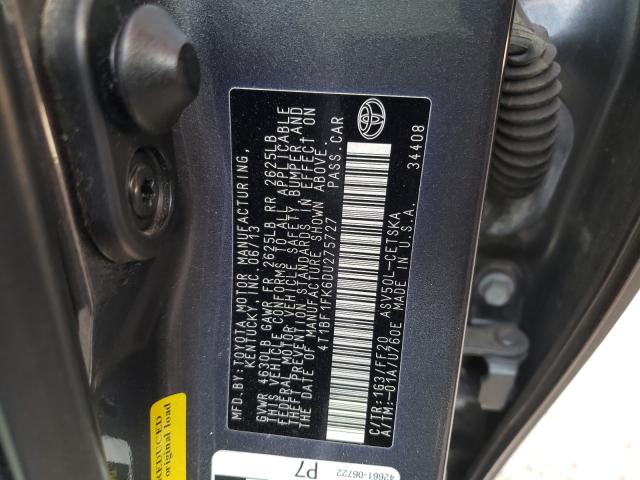 MFD.BY:TOYOTA MOTOR MANUFACTURING,
KENTUCKY, INC. 06/13
GVWR 4630LB GAWR FR 2625LB RR 2625LB
THIS VEHICLE CONFORMS TO ALL APPLICABLE
FEDERAL MOTOR VEHICLE SAFETY, BUMPER AND
THEFT PREVENTION STANDARDS IN EFFECT ON
THE DATE OF MANUFACTURE SHOWN ABOVE.
4T1BF1FK6DU275727 PASS.CAR
C/TR:1G3/FF20 ASV50L-CETSKA
A/TM:-01A/U760E MADE IN U.S.A. 34408
REDUCED
original load
42661-06722
P7